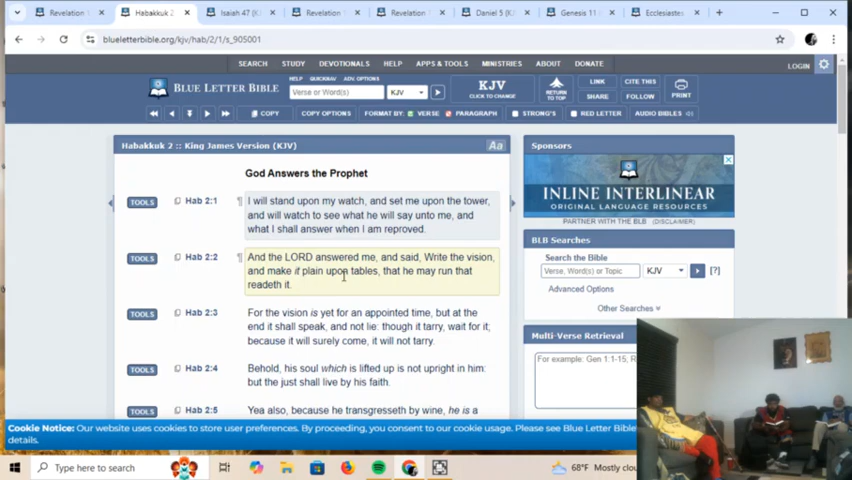 Revelation 1
Habakkuk 2
Isaiah 47 (K
Revelation 1
Revelation 1
Daniel 5 (KJ
Genesis 11
Ecclesiastes
blueletterbible.org/kjv/hab/2/1/s_905001
SEARCH STUDY DEVOTIONALS HELP APPS & TOOLS MINISTRIES ABOUT DONATE
LOGIN
BLUE LETTER BIBLE
HELP QUICKNAV ADV. OPTIONS
Verse or Word(s)
KJV
KJV
CLICK TO CHANGE
RETURN
TO TOP
LINK
SHARE
CITE THIS
FOLLOW
PRINT
COPY COPY OPTIONS FORMAT BY: VERSE PARAGRAPH STRONG'S RED LETTER AUDIO BIBLES
Habakkuk 2 :: King James Version (KJV)
Aa
God Answers the Prophet
TOOLS Hab 2:1 ¶ I will stand upon my watch, and set me upon the tower,
and will watch to see what he will say unto me, and
what I shall answer when I am reproved.
TOOLS Hab 2:2 ¶ And the LORD answered me, and said, Write the vision,
and make it plain upon tables, that he may run that
readeth it.
TOOLS Hab 2:3 For the vision is yet for an appointed time, but at the
end it shall speak, and not lie: though it tarry, wait for it;
because it will surely come, it will not tarry.
TOOLS Hab 2:4 Behold, his soul which is lifted up is not upright in him:
but the just shall live by his faith.
TOOLS Hab 2:5 Yea also, because he transgresseth by wine, he is a
Sponsors
INLINE INTERLINEAR
ORIGINAL LANGUAGE RESOURCES
PARTNER WITH THE BLB (DISCLAIMER)
BLB Searches
Search the Bible
Verse, Word(s) or Topic
KJV
[?]
Advanced Options
Other Searches
Multi-Verse Retrieval
For example: Gen 1:1-15; R
Cookie Notice: Our website uses cookies to store user preferences. By proceeding, you consent to our cookie usage. Please see Blue Letter Bible
details.
Type here to search
68°F Mostly clou